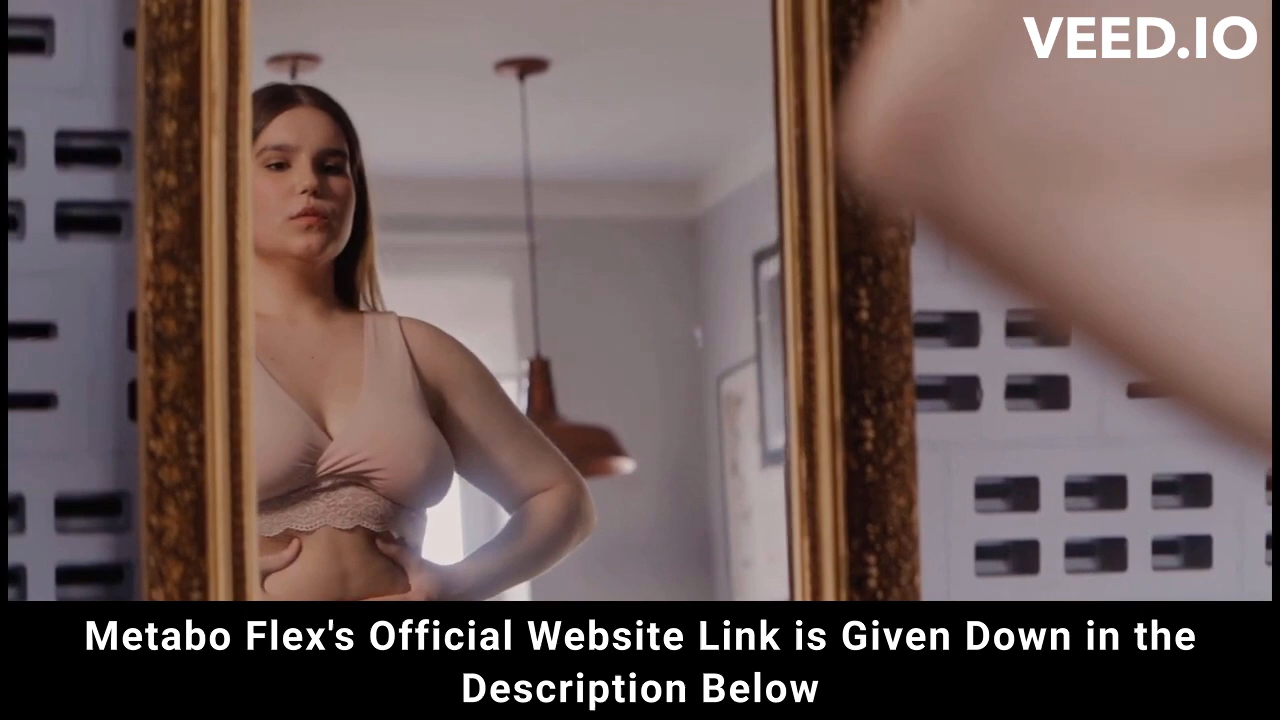 VEED.IO
Metabo Flex's Official Website Link is Given Down in the
Description Below